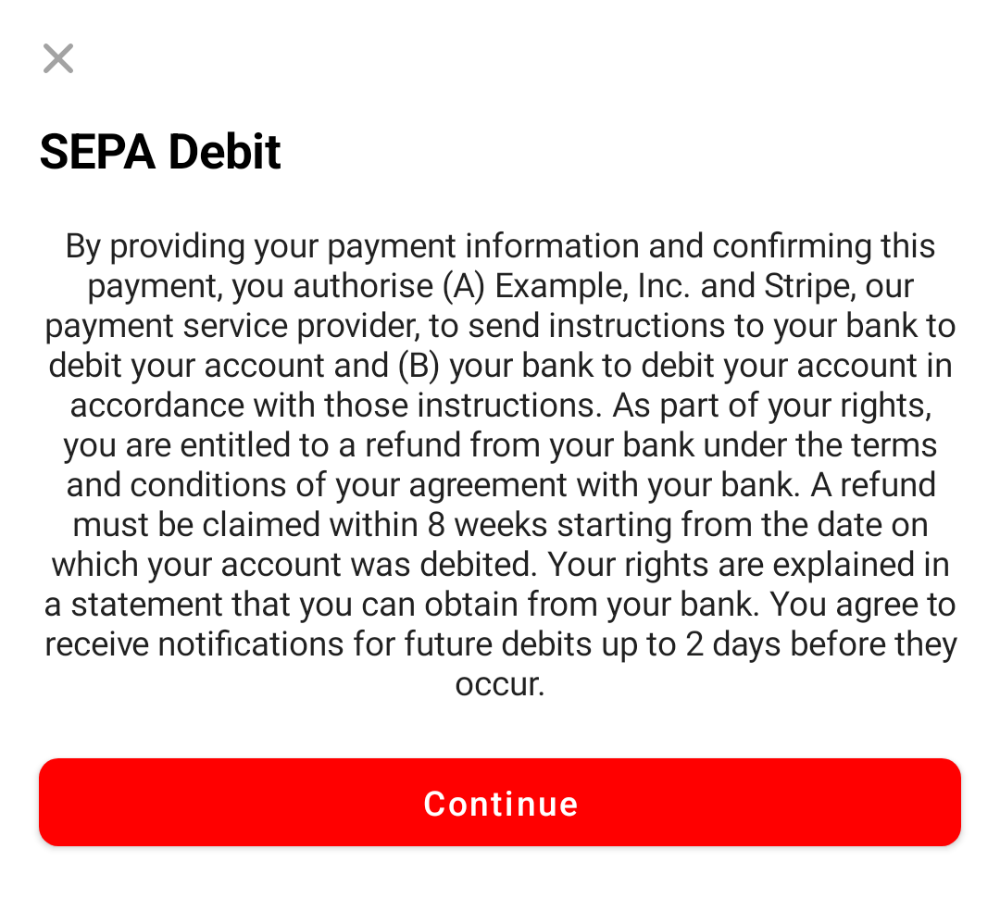 SEPA Debit
By providing your payment information and confirming this
payment, you authorise (A) Example, Inc. and Stripe, our
payment service provider, to send instructions to your bank to
debit your account and (B) your bank to debit your account in
accordance with those instructions. As part of your rights,
you are entitled to a refund from your bank under the terms
and conditions of your agreement with your bank. A refund
must be claimed within 8 weeks starting from the date on
which your account was debited. Your rights are explained in
a statement that you can obtain from your bank. You agree to
receive notifications for future debits up to 2 days before they
occur.
Continue